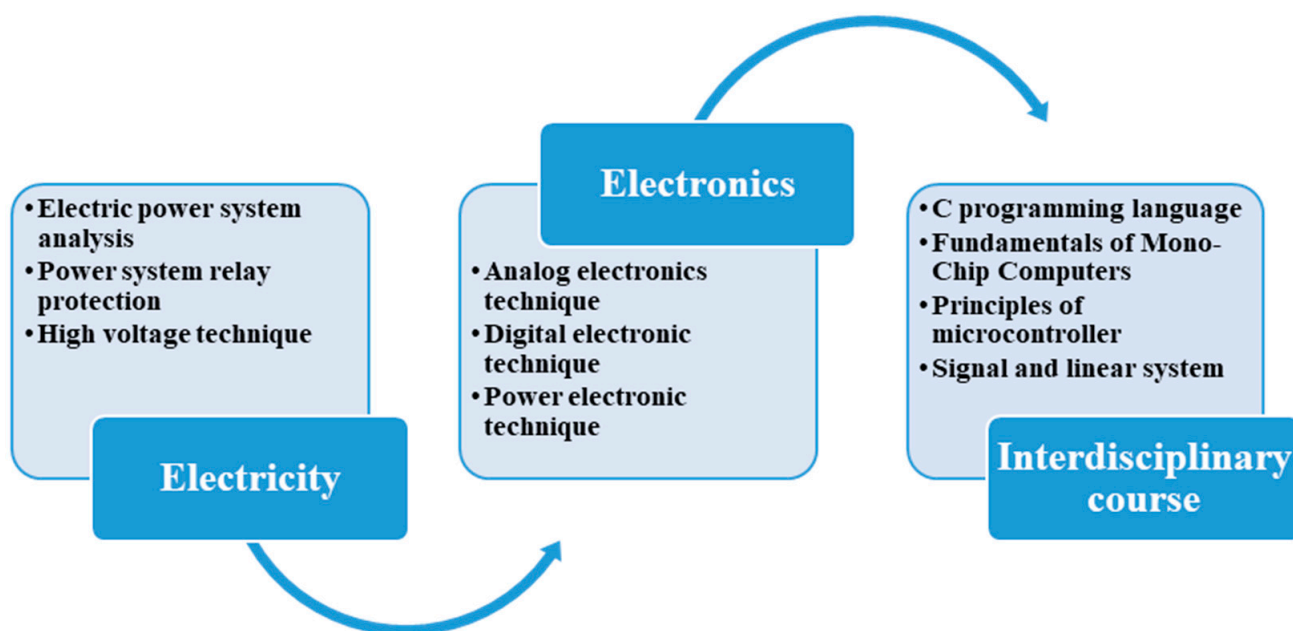 • Electric power system
analysis
• Power system relay
protection
• High voltage technique
Electricity
Electronics
• Analog electronics
technique
• Digital electronic
technique
• Power electronic
technique
• C programming language
• Fundamentals of Mono-
Chip Computers
• Principles of
microcontroller
• Signal and linear system
Interdisciplinary
course